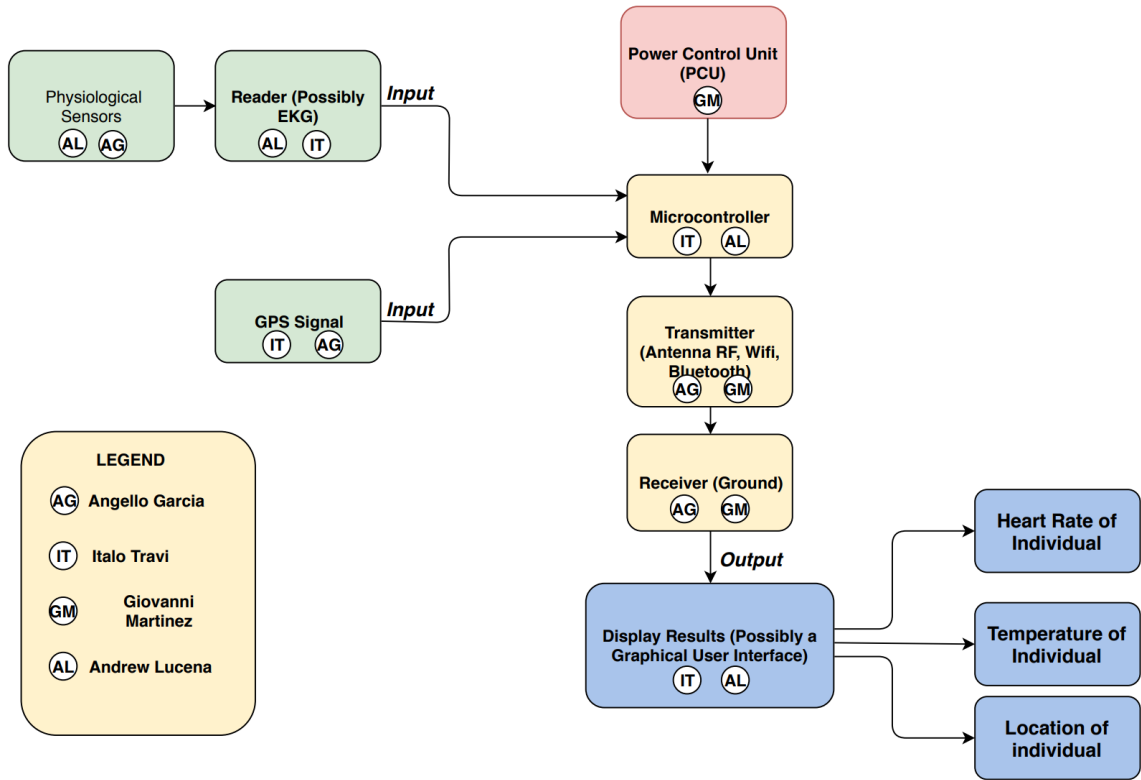 Physiological
Sensors
AL AG
Reader (Possibly
EKG)
AL IT
Input
Power Control Unit
(PCU)
GM
Microcontroller
IT AL
GPS Signal
IT AG
Input
Transmitter
(Antenna RF, Wifi,
Bluetooth)
AG GM
Receiver (Ground)
AG GM
Output
Display Results (Possibly a
Graphical User Interface)
IT AL
Heart Rate of
Individual
Temperature of
Individual
Location of
individual
LEGEND
AG Angello Garcia
IT Italo Travi
GM Giovanni
Martinez
AL Andrew Lucena